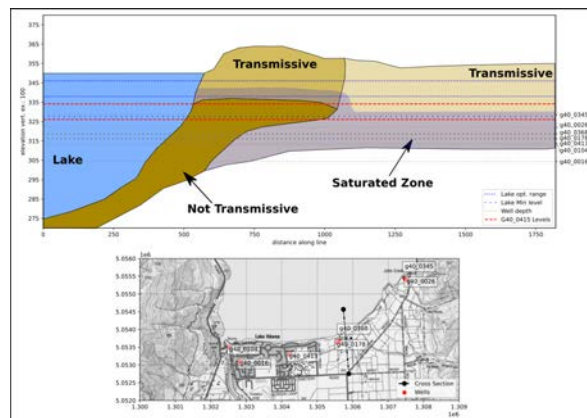 375
365
355
345
335
325
315
305
295
285
275
elevation vert. ex.: 100
Transmissive
Transmissive
Lake
Not Transmissive
Saturated Zone
g40_0345
g40_0026
g40_0368
g40_0178
g40_0413
g40_0104
g40_0016
Lake opt. range
Lake Min level
Well depth
G40_0415 Levels
0
250
500
750
1000
1250
1500
1750
distance along line
1e6
5.0560
5.0555
5.0550
5.0545
5.0540
5.0535
5.0530
5.0525
5.0520
g40_0345
g40_0026
g40_0368
g40_0178
g40_0413
g40_0016
Cross Section
Wells
1.300
1.301
1.302
1.303
1.304
1.305
1.306
1.307
1.308
1.309
1e6